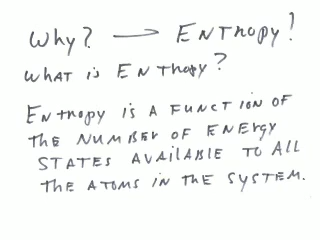 Why? → Entropy!
What is Entropy?
Entropy is a function of
the number of energy
states available to all
the atoms in the system.